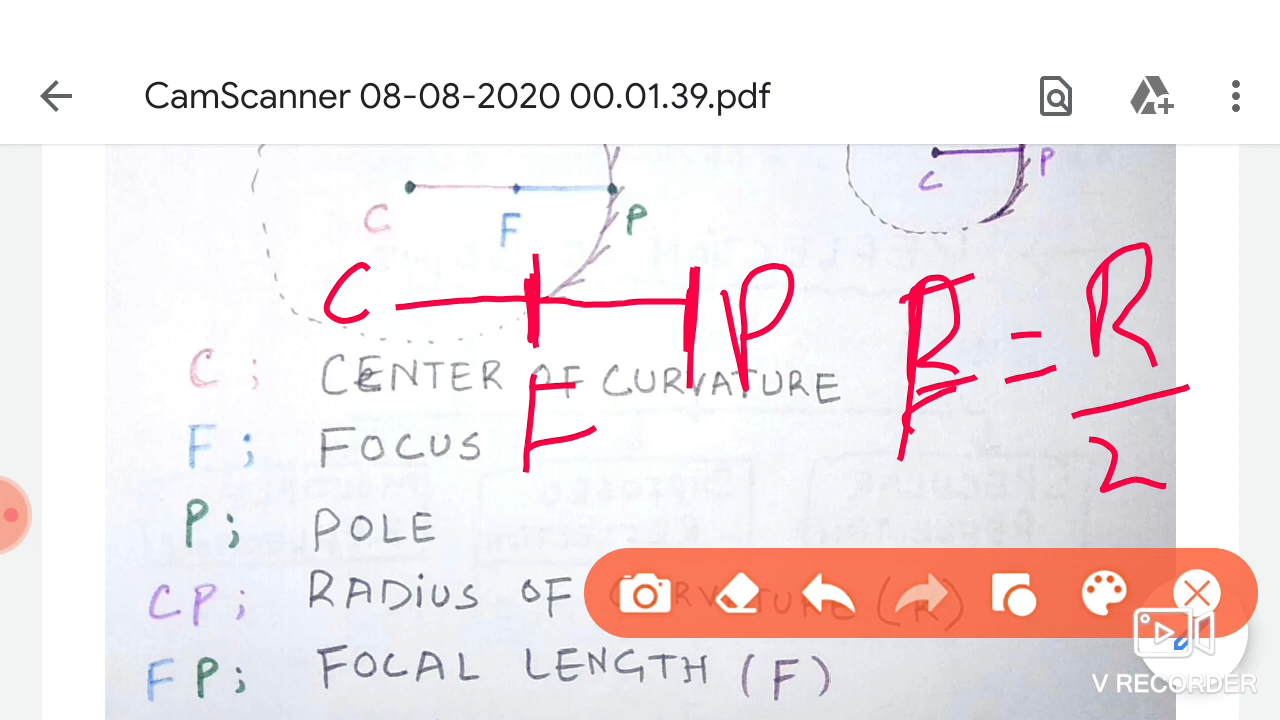 CamScanner 08-08-2020 00.01.39.pdf
C F P
C P
C F P
F = R
2
C; CENTER OF CURVATURE
F; FOCUS
P; POLE
CP; RADIUS OF CURVATURE (R)
FP; FOCAL LENGTH (F)
V RECORDER